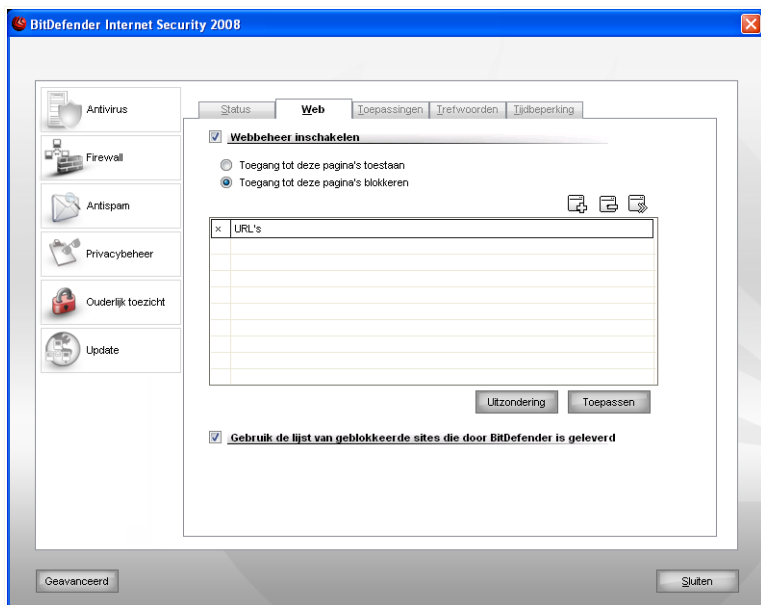 BitDefender Internet Security 2008
Antivirus
Firewall
Antispam
Privacybeheer
Ouderlijk toezicht
Update
Status Web Toepassingen Trefwoorden Tijdbeperking
Webbeheer inschakelen
Toegang tot deze pagina's toestaan
Toegang tot deze pagina's blokkeren
× URL's
Uitzondering Toepassen
Gebruik de lijst van geblokkeerde sites die door BitDefender is geleverd
Geavanceerd Sluiten